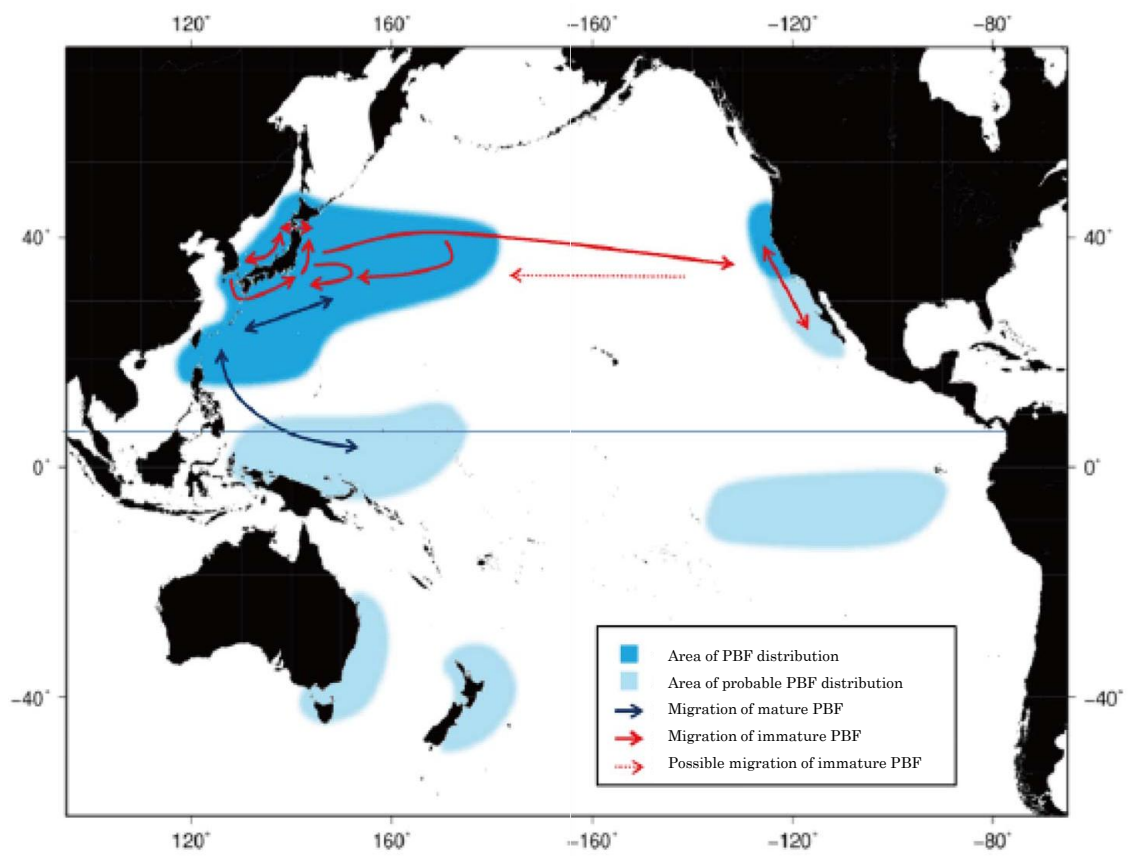 120° 160° −160° −120° −80°
40° 40°
0° 0°
−40° −40°
Area of PBF distribution
Area of probable PBF distribution
Migration of mature PBF
Migration of immature PBF
Possible migration of immature PBF
120° 160° −160° −120° −80°